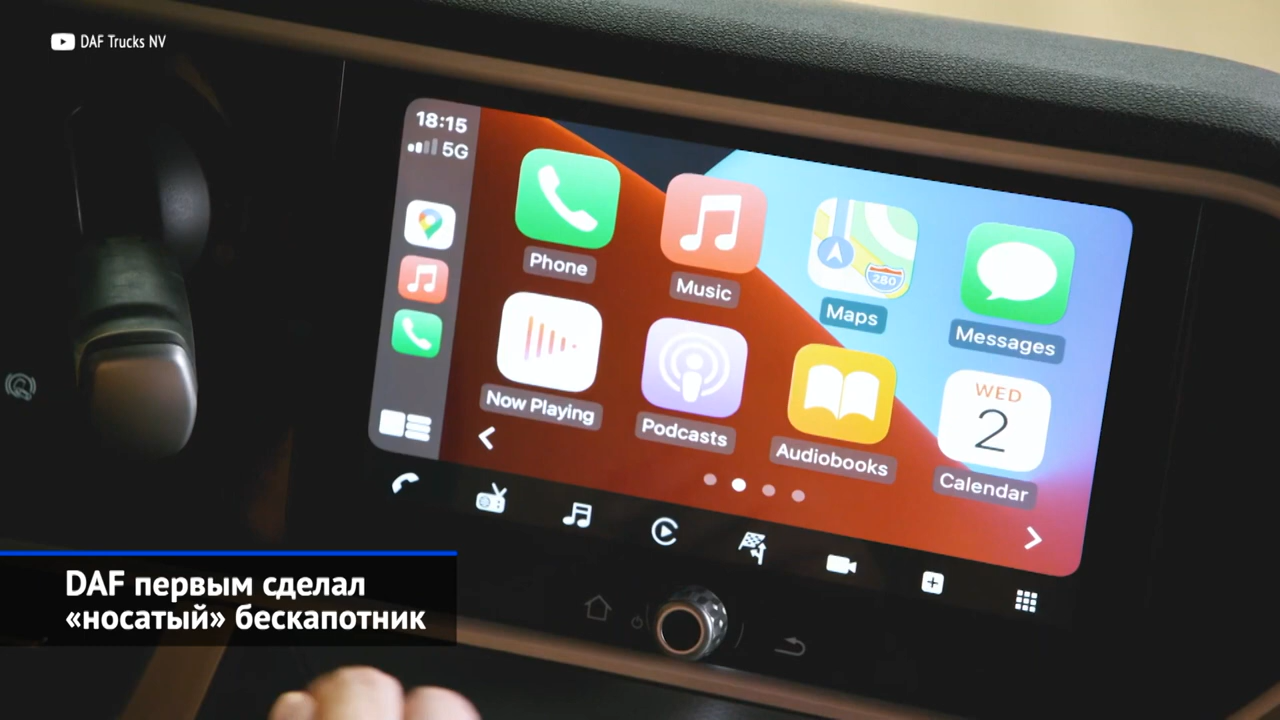 DAF Trucks NV
18:15
5G
Phone
Music
280
Maps
Messages
Now Playing
Podcasts
Audiobooks
WED
2
Calendar
DAF первым сделал
«носатый» бескапотник